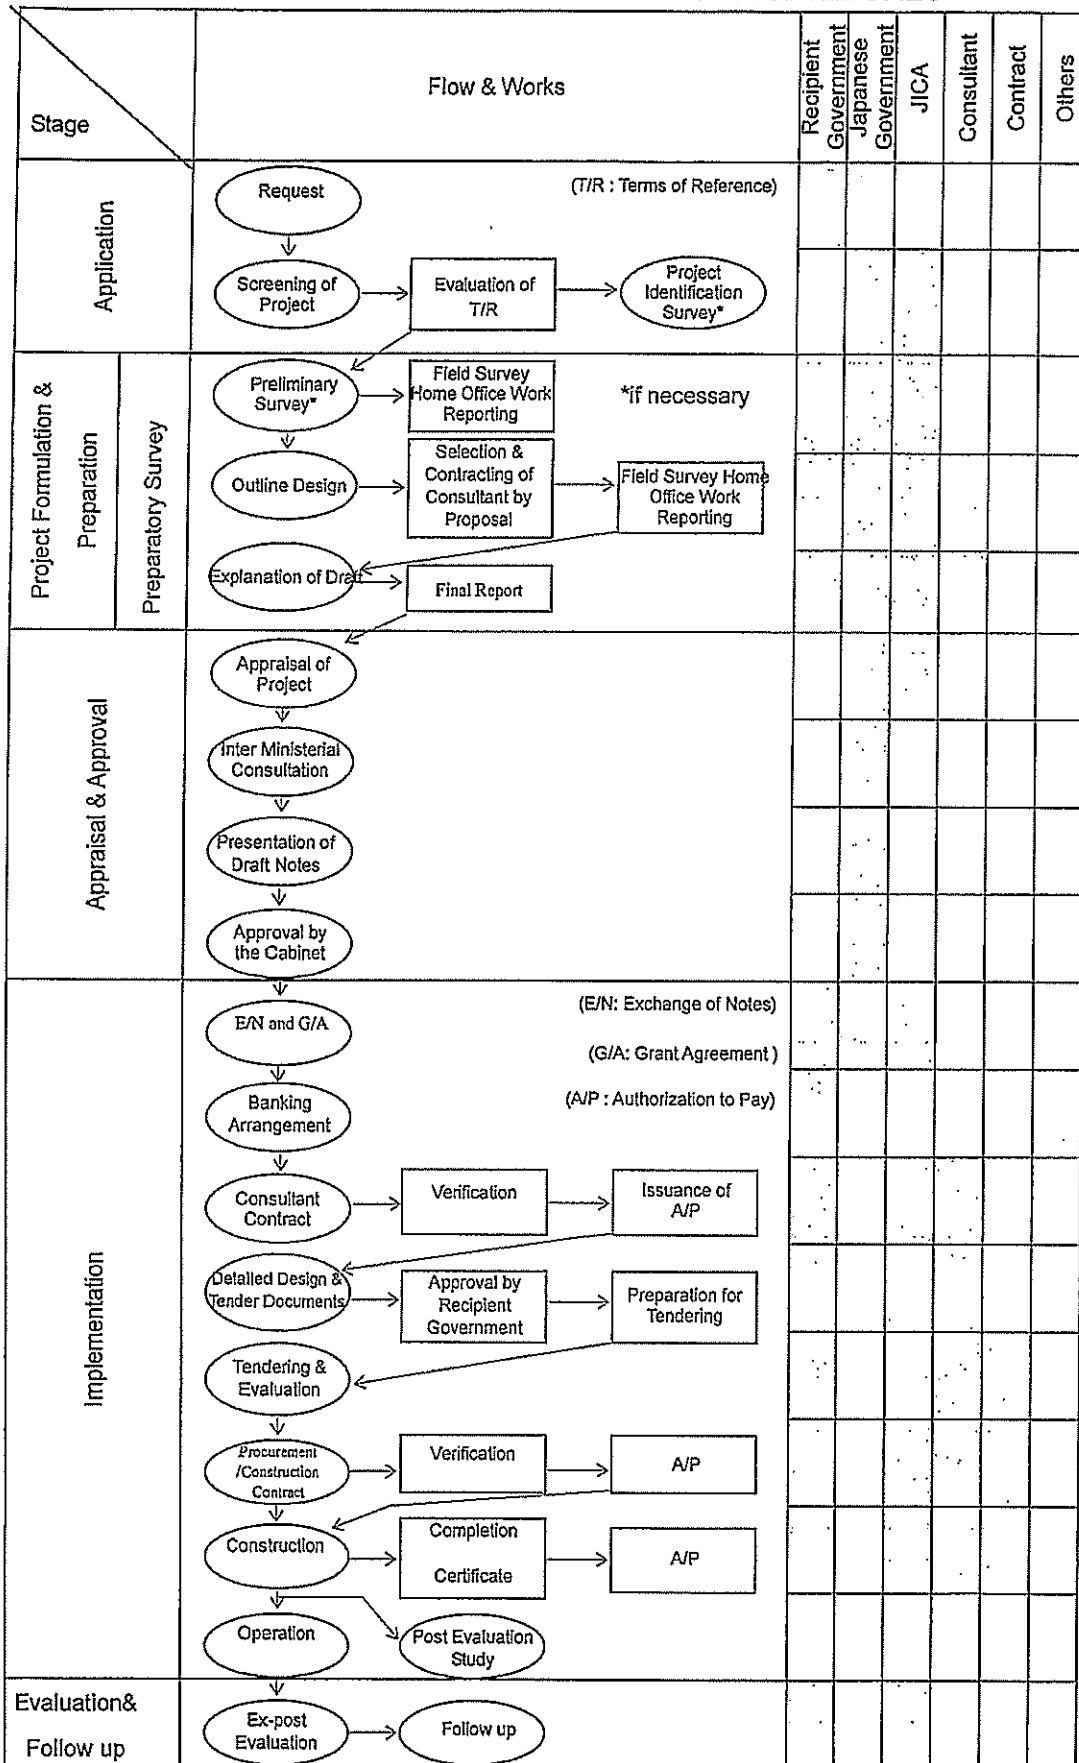 Stage
Flow & Works
Recipient
Government
Japanese
Government
JICA
Consultant
Contract
Others
Application
Request
(T/R : Terms of Reference)
Screening of
Project
Evaluation of
T/R
Project
Identification
Survey*
Project Formulation &
Preparation
Preparatory Survey
Preliminary
Survey*
Field Survey
Home Office Work
Reporting
*if necessary
Outline Design
Selection &
Contracting of
Consultant by
Proposal
Field Survey Home
Office Work
Reporting
Explanation of Draft
Final Report
Appraisal & Approval
Appraisal of
Project
Inter Ministerial
Consultation
Presentation of
Draft Notes
Approval by
the Cabinet
Implementation
E/N and G/A
(E/N: Exchange of Notes)
(G/A: Grant Agreement )
(A/P : Authorization to Pay)
Banking
Arrangement
Consultant
Contract
Verification
Issuance of
A/P
Detailed Design &
Tender Documents
Approval by
Recipient
Government
Preparation for
Tendering
Tendering &
Evaluation
Procurement
/Construction
Contract
Verification
A/P
Construction
Completion
Certificate
A/P
Operation
Post Evaluation
Study
Evaluation&
Follow up
Ex-post
Evaluation
Follow up